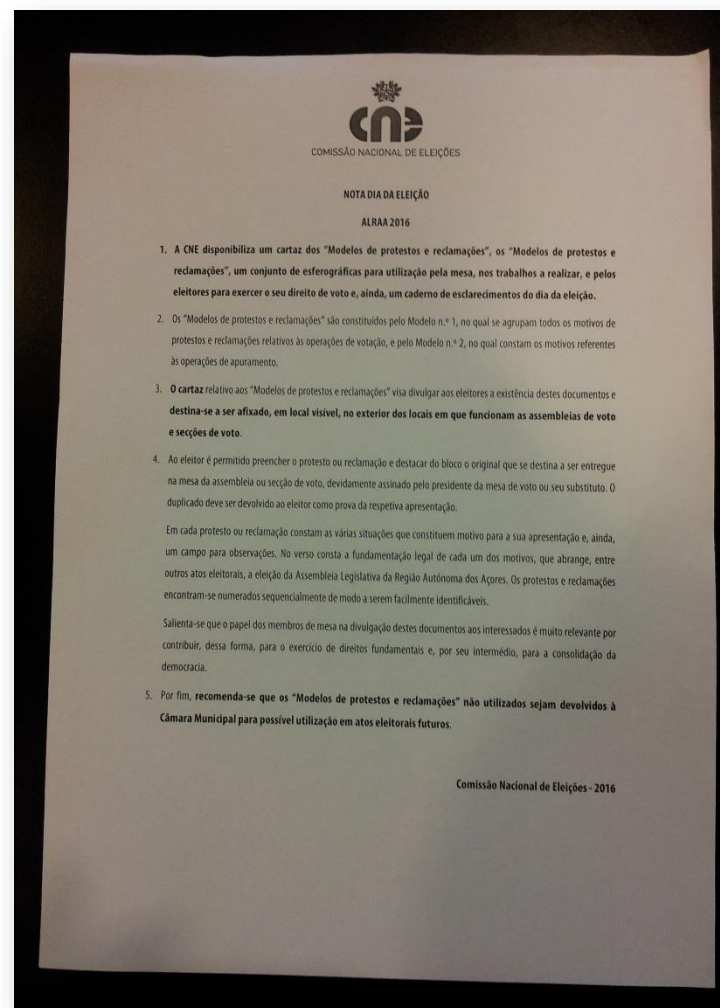 cne
COMISSÃO NACIONAL DE ELEIÇÕES
NOTA DIA DA ELEIÇÃO
ALRAA 2016
1. A CNE disponibiliza um cartaz dos "Modelos de protestos e reclamações", os "Modelos de protestos e
reclamações", um conjunto de esferográficas para utilização pela mesa, nos trabalhos a realizar, e pelos
eleitores para exercer o seu direito de voto e, ainda, um caderno de esclarecimentos do dia da eleição.
2. Os "Modelos de protestos e reclamações" são constituídos pelo Modelo n.º 1, no qual se agrupam todos os motivos de
protestos e reclamações relativos às operações de votação, e pelo Modelo n.º 2, no qual constam os motivos referentes
às operações de apuramento.
3. O cartaz relativo aos "Modelos de protestos e reclamações" visa divulgar aos eleitores a existência destes documentos e
destina-se a ser afixado, em local visível, no exterior dos locais em que funcionam as assembleias de voto
e secções de voto.
4. Ao eleitor é permitido preencher o protesto ou reclamação e destacar do bloco o original que se destina a ser entregue
na mesa da assembleia ou secção de voto, devidamente assinado pelo presidente da mesa de voto ou seu substituto. O
duplicado deve ser devolvido ao eleitor como prova da respetiva apresentação.
Em cada protesto ou reclamação constam as várias situações que constituem motivo para a sua apresentação e, ainda,
um campo para observações. No verso consta a fundamentação legal de cada um dos motivos, que abrange, entre
outros atos eleitorais, a eleição da Assembleia Legislativa da Região Autónoma dos Açores. Os protestos e reclamações
encontram-se numerados sequencialmente de modo a serem facilmente identificáveis.
Salienta-se que o papel dos membros de mesa na divulgação destes documentos aos interessados é muito relevante por
contribuir, dessa forma, para o exercício de direitos fundamentais e, por seu intermédio, para a consolidação da
democracia.
5. Por fim, recomenda-se que os "Modelos de protestos e reclamações" não utilizados sejam devolvidos à
Câmara Municipal para possível utilização em atos eleitorais futuros.
Comissão Nacional de Eleições - 2016